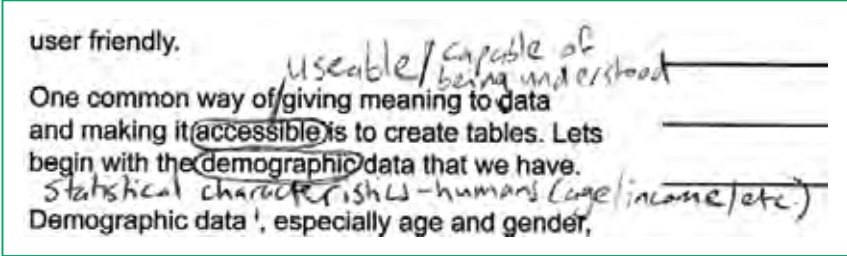 user friendly.
useable/capable of
being understood
One common way of giving meaning to data
and making it accessible is to create tables. Lets
begin with the demographic data that we have.
Statistical characteristics-humans (age/income/etc.)
Demographic data ¹, especially age and gender,